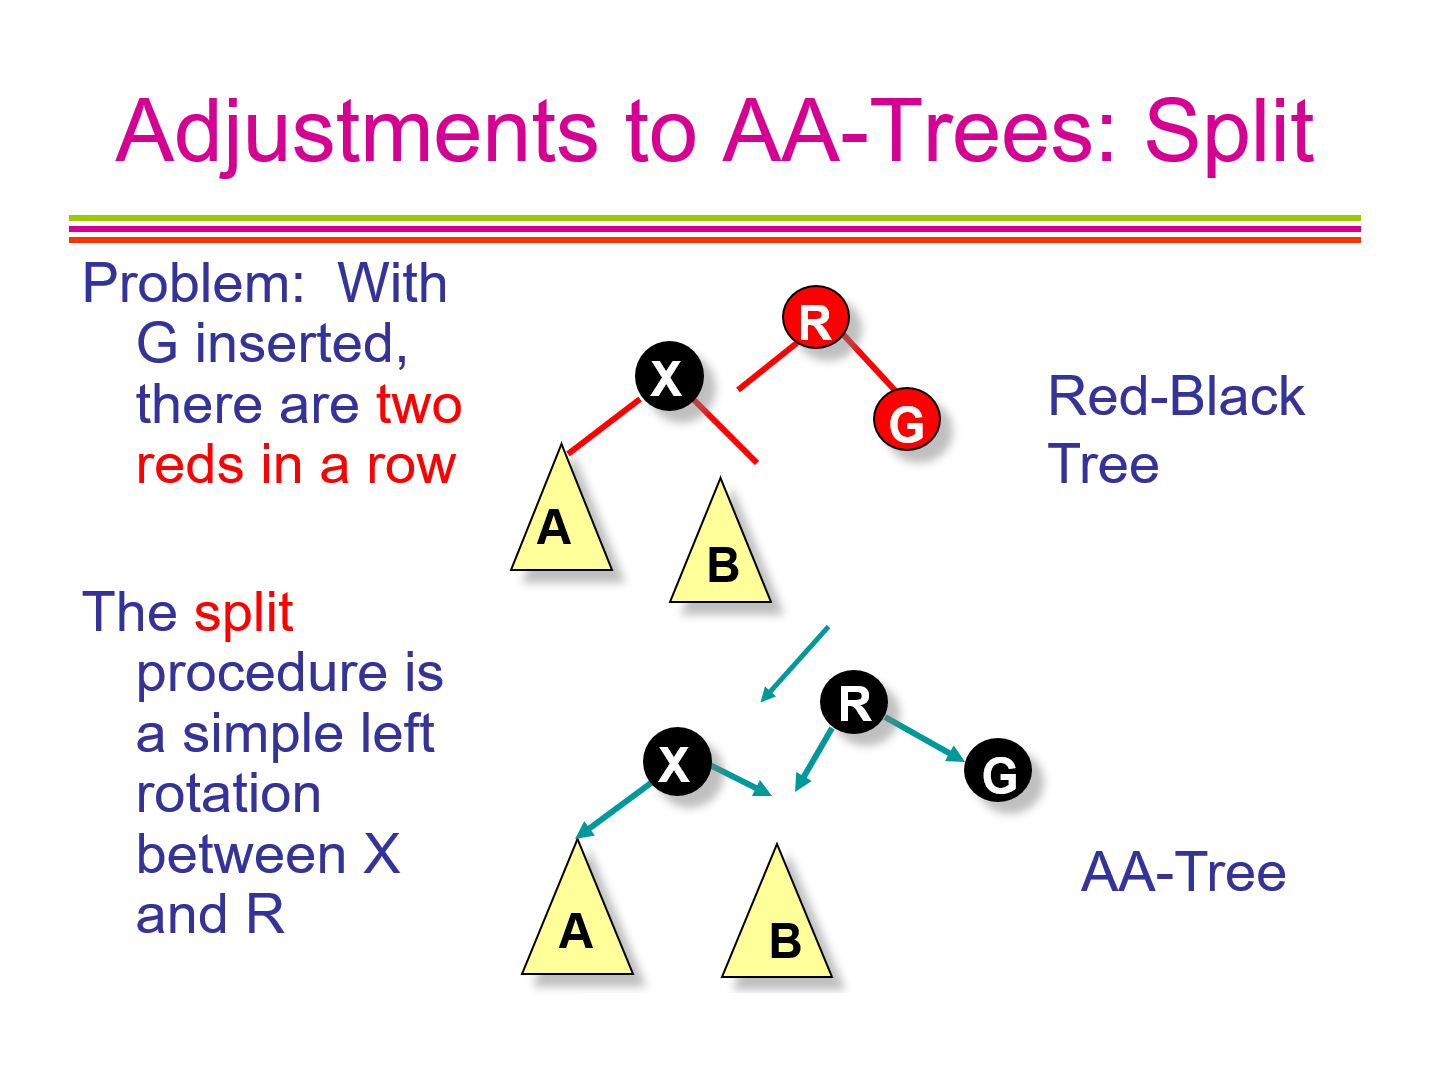 Adjustments to AA-Trees: Split
Problem:  With
G inserted,
there are two
reds in a row
The split
procedure is
a simple left
rotation
between X
and R
R
X
G
A
B
Red-Black
Tree
R
X
G
A
B
AA-Tree